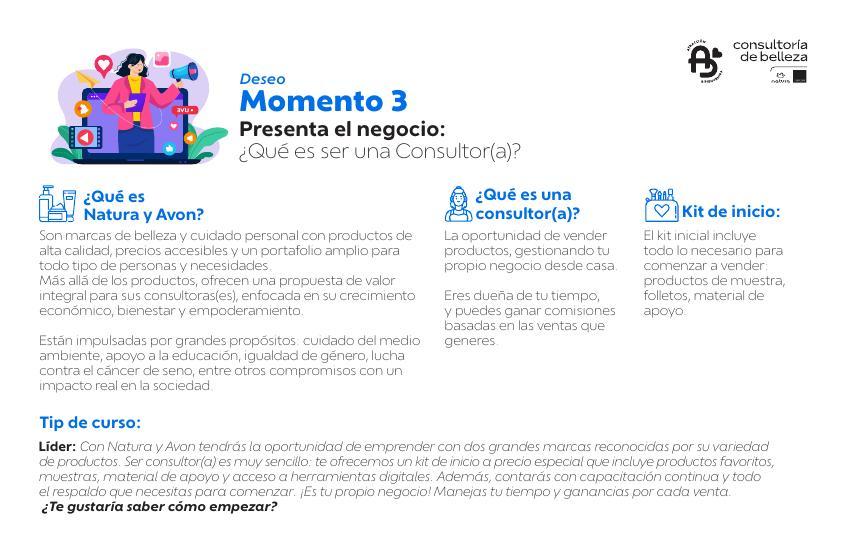 Deseo
Momento 3
Presenta el negocio:
¿Qué es ser una Consultor(a)?
consultoría
de belleza
natura
LIVE
¿Qué es
Natura y Avon?
Son marcas de belleza y cuidado personal con productos de
alta calidad, precios accesibles y un portafolio amplio para
todo tipo de personas y necesidades.
Más allá de los productos, ofrecen una propuesta de valor
integral para sus consultoras(es), enfocada en su crecimiento
económico, bienestar y empoderamiento.
Están impulsadas por grandes propósitos: cuidado del medio
ambiente, apoyo a la educación, igualdad de género, lucha
contra el cáncer de seno, entre otros compromisos con un
impacto real en la sociedad.
¿Qué es una
consultor(a)?
La oportunidad de vender
productos, gestionando tu
propio negocio desde casa.
Eres dueña de tu tiempo,
y puedes ganar comisiones
basadas en las ventas que
generes.
Kit de inicio:
El kit inicial incluye
todo lo necesario para
comenzar a vender:
productos de muestra,
folletos, material de
apoyo.
Tip de curso:
Líder: Con Natura y Avon tendrás la oportunidad de emprender con dos grandes marcas reconocidas por su variedad
de productos. Ser consultor(a) es muy sencillo: te ofrecemos un kit de inicio a precio especial que incluye productos favoritos,
muestras, material de apoyo y acceso a herramientas digitales. Además, contarás con capacitación continua y todo
el respaldo que necesitas para comenzar. ¡Es tu propio negocio! Manejas tu tiempo y ganancias por cada venta.
¿Te gustaría saber cómo empezar?